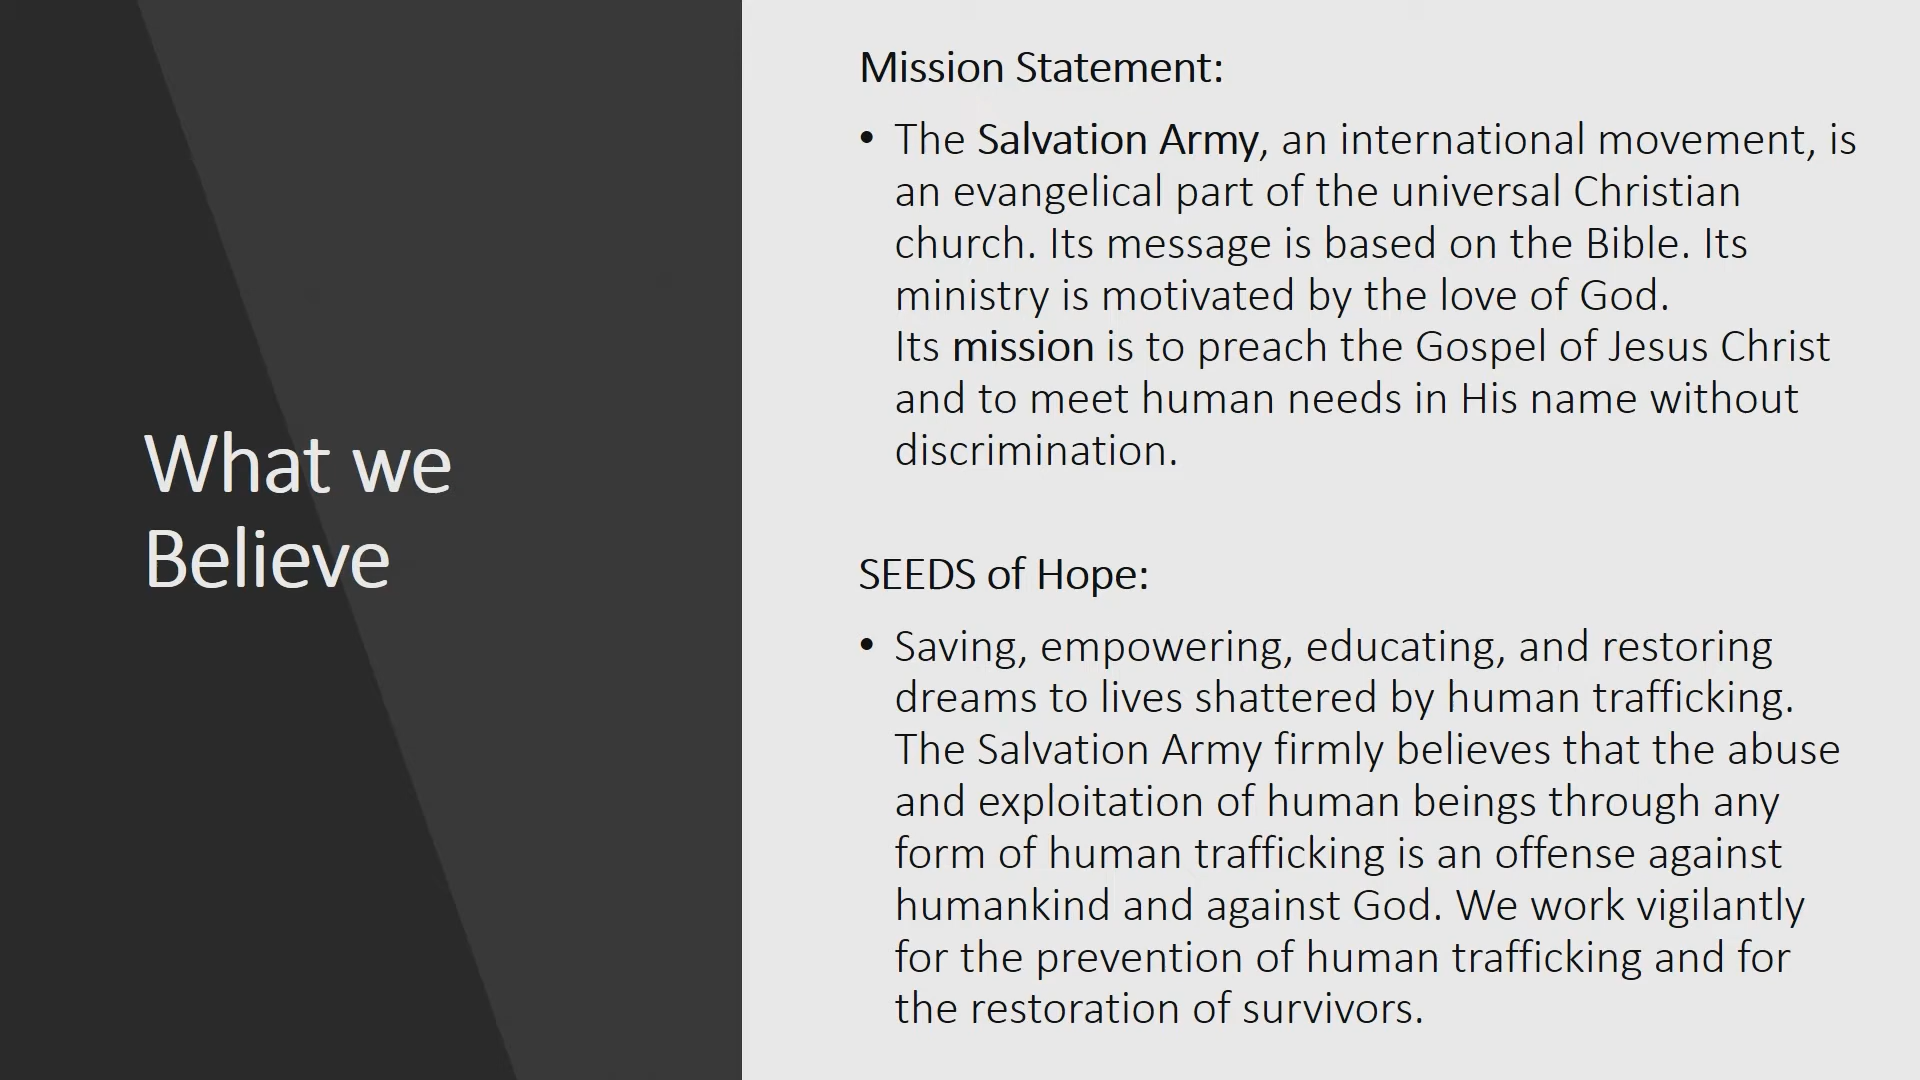 What we
Believe
Mission Statement:
• The Salvation Army, an international movement, is
an evangelical part of the universal Christian
church. Its message is based on the Bible. Its
ministry is motivated by the love of God.
Its mission is to preach the Gospel of Jesus Christ
and to meet human needs in His name without
discrimination.
SEEDS of Hope:
• Saving, empowering, educating, and restoring
dreams to lives shattered by human trafficking.
The Salvation Army firmly believes that the abuse
and exploitation of human beings through any
form of human trafficking is an offense against
humankind and against God. We work vigilantly
for the prevention of human trafficking and for
the restoration of survivors.